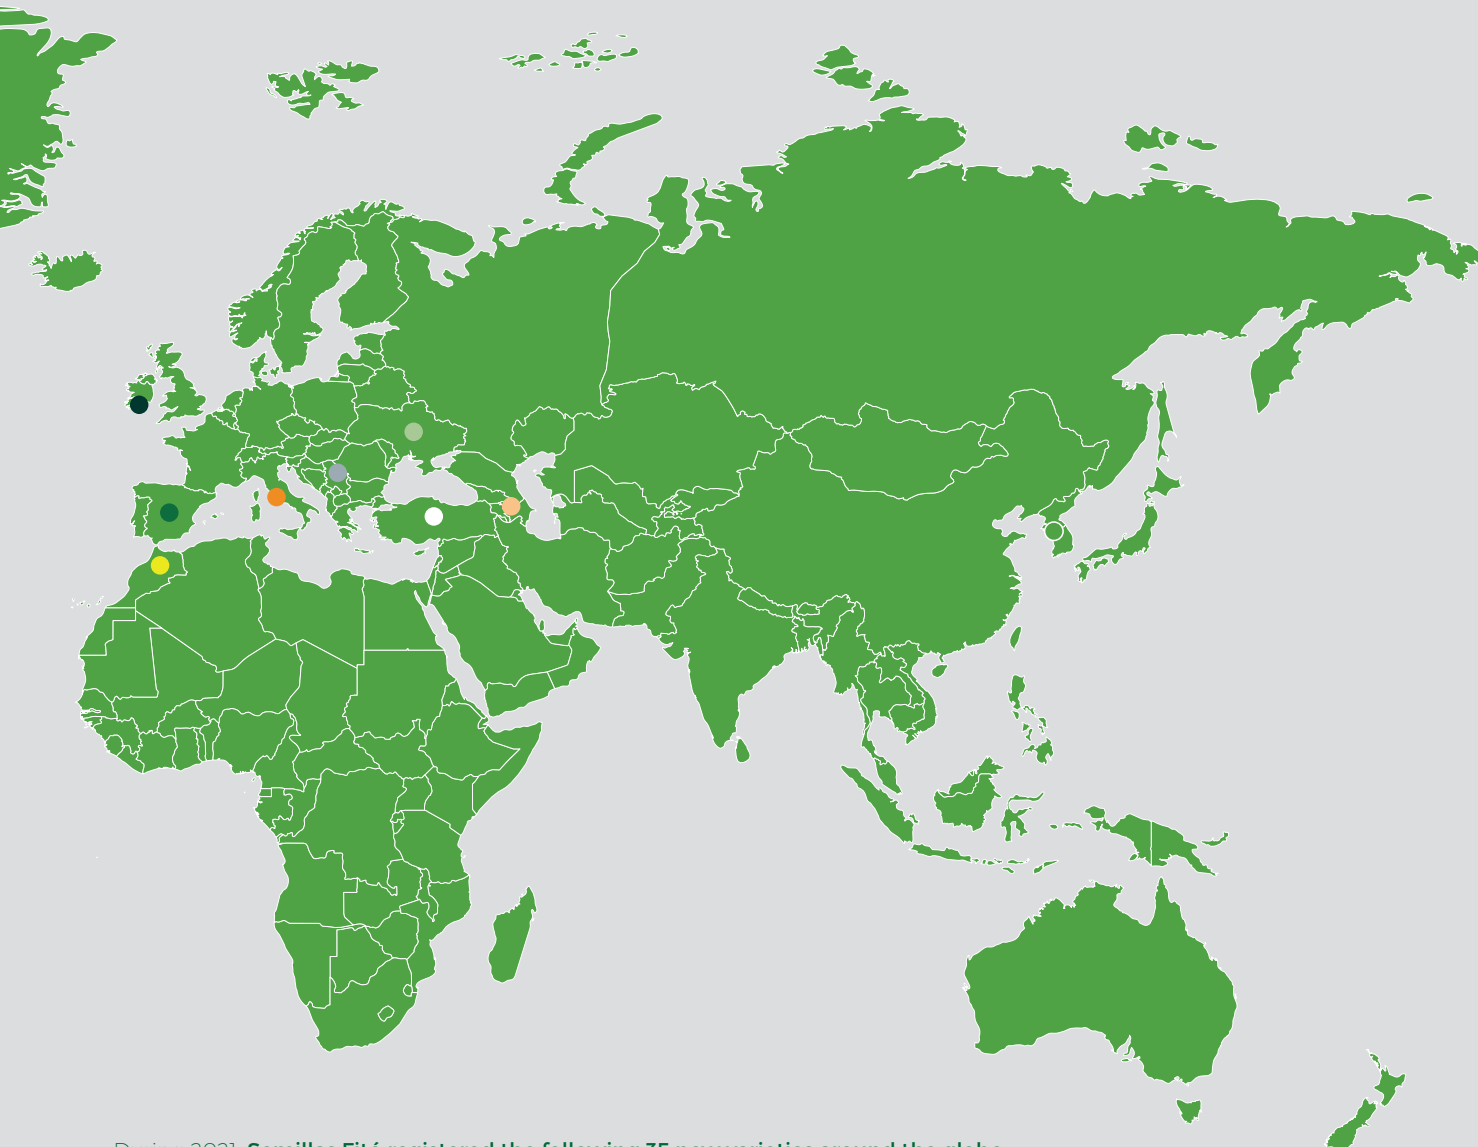 During 2021, Semillas Fitó registered the following 35 new varieties around the globe